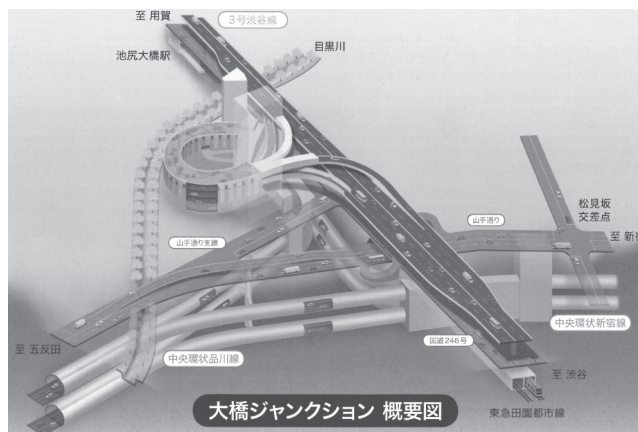 至 用賀
3号渋谷線
池尻大橋駅
目黒川
松見坂
交差点
山手通り
至 新宿
山手通り支線
中央環状新宿線
国道246号
至 五反田
中央環状品川線
至 渋谷
大橋ジャンクション 概要図
東急田園都市線